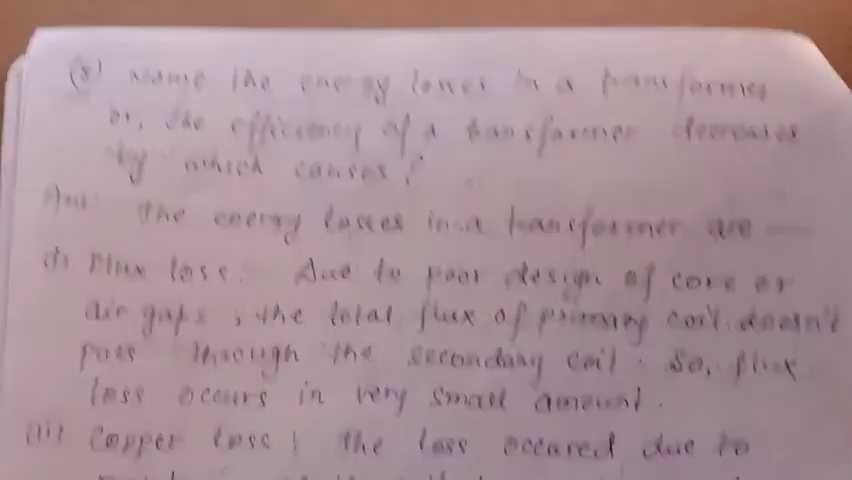 (8) Name the energy losses in a transformer
or, the efficiency of a transformer decreases
by which causes?
Ans: The energy losses in a transformer are —
(i) Flux loss: Due to poor design of core or
air gaps, the total flux of primary coil doesn't
pass through the secondary coil. So, flux
loss occurs in very small amount.
(ii) Copper loss: The loss occured due to